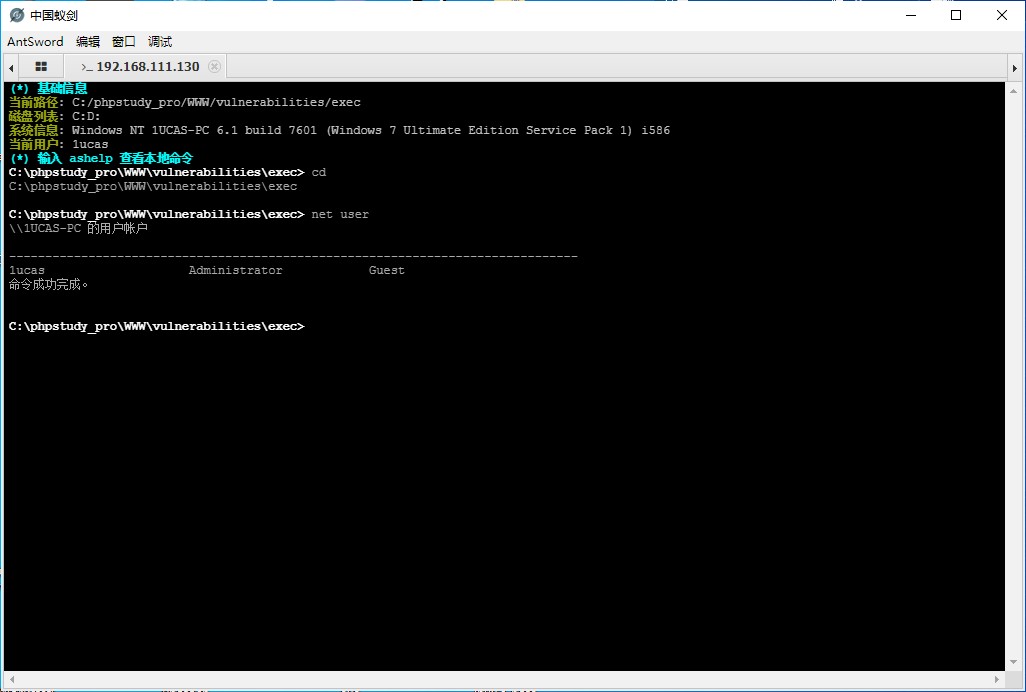 中国蚁剑
AntSword 编辑 窗口 调试
>_ 192.168.111.130
(*) 基础信息
当前路径: C:/phpstudy_pro/WWW/vulnerabilities/exec
磁盘列表: C:D:
系统信息: Windows NT 1UCAS-PC 6.1 build 7601 (Windows 7 Ultimate Edition Service Pack 1) i586
当前用户: 1ucas
(*) 输入 ashelp 查看本地命令
C:\phpstudy_pro\WWW\vulnerabilities\exec> cd
C:\phpstudy_pro\WWW\vulnerabilities\exec
C:\phpstudy_pro\WWW\vulnerabilities\exec> net user
\\1UCAS-PC 的用户帐户
-------------------------------------------------------------------------------
1ucas Administrator Guest
命令成功完成。
C:\phpstudy_pro\WWW\vulnerabilities\exec>